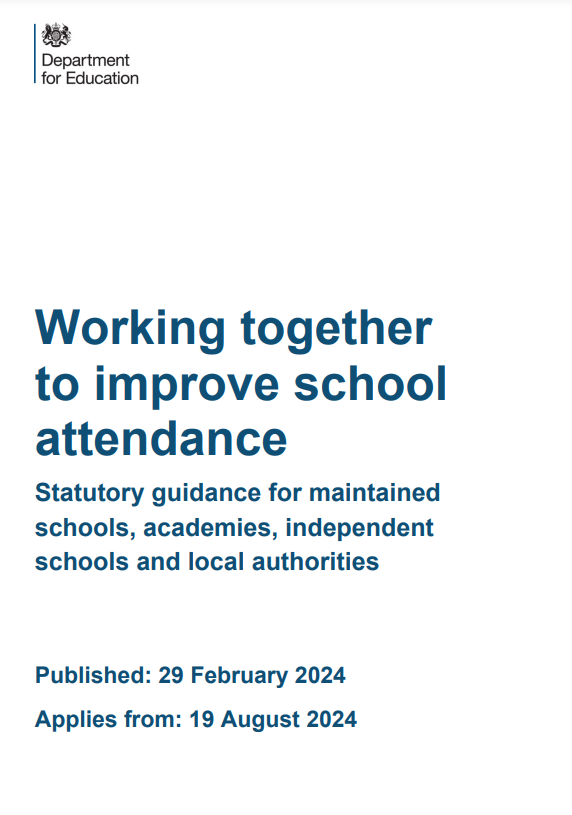 Department
for Education
Working together
to improve school
attendance
Statutory guidance for maintained
schools, academies, independent
schools and local authorities
Published: 29 February 2024
Applies from: 19 August 2024